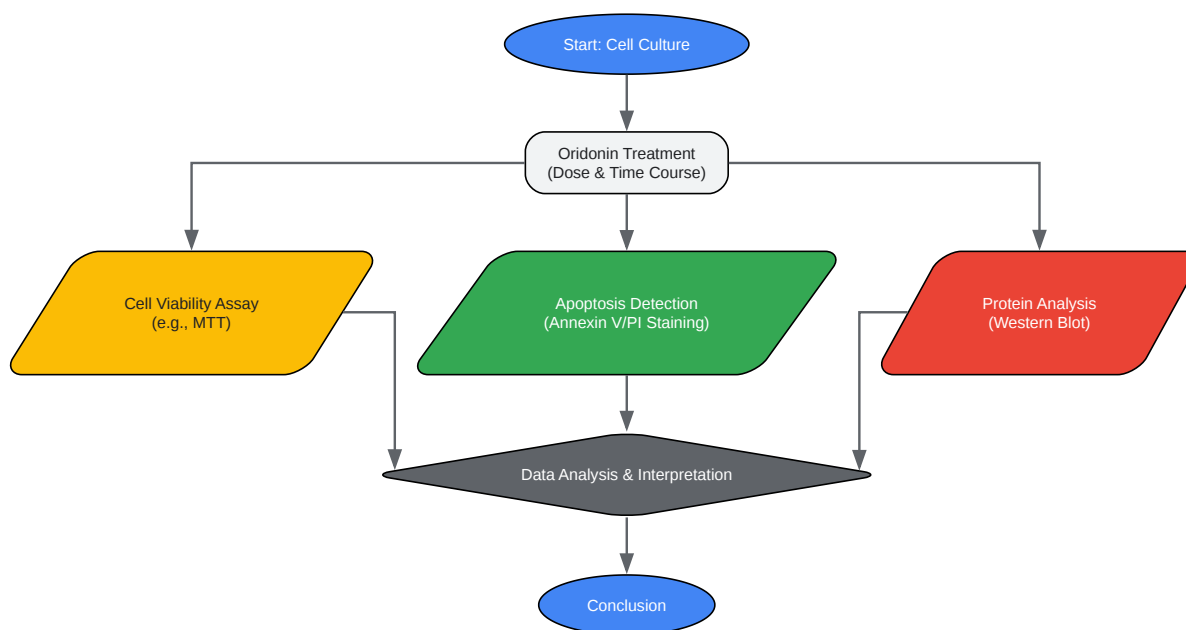 Start: Cell Culture
Oridonin Treatment
(Dose & Time Course)
Cell Viability Assay
(e.g., MTT)
Apoptosis Detection
(Annexin V/PI Staining)
Protein Analysis
(Western Blot)
Data Analysis & Interpretation
Conclusion